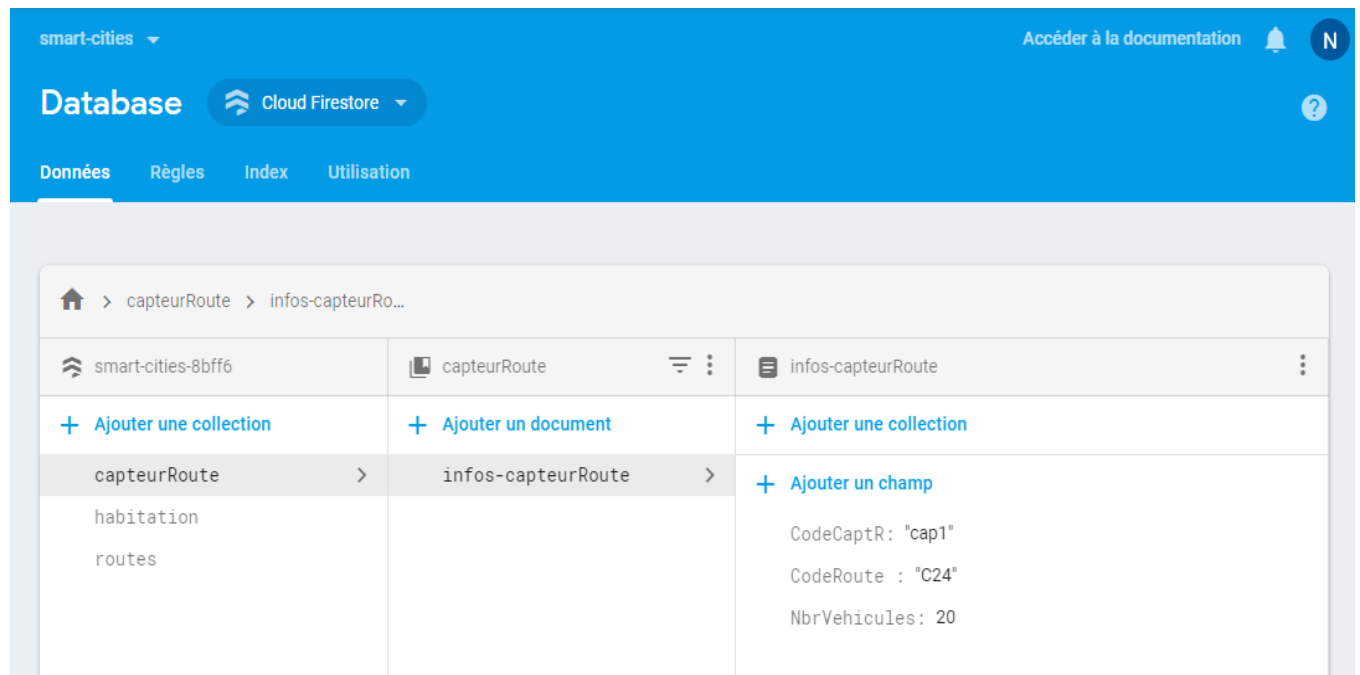 smart-cities
Accéder à la documentation
N
Database
Cloud Firestore
?
Données Règles Index Utilisation
> capteurRoute > infos-capteurRo...
smart-cities-8bff6
capteurRoute
infos-capteurRoute
+ Ajouter une collection
+ Ajouter un document
+ Ajouter une collection
capteurRoute >
infos-capteurRoute >
+ Ajouter un champ
habitation
routes
CodeCaptR: "cap1"
CodeRoute : "C24"
NbrVehicules: 20